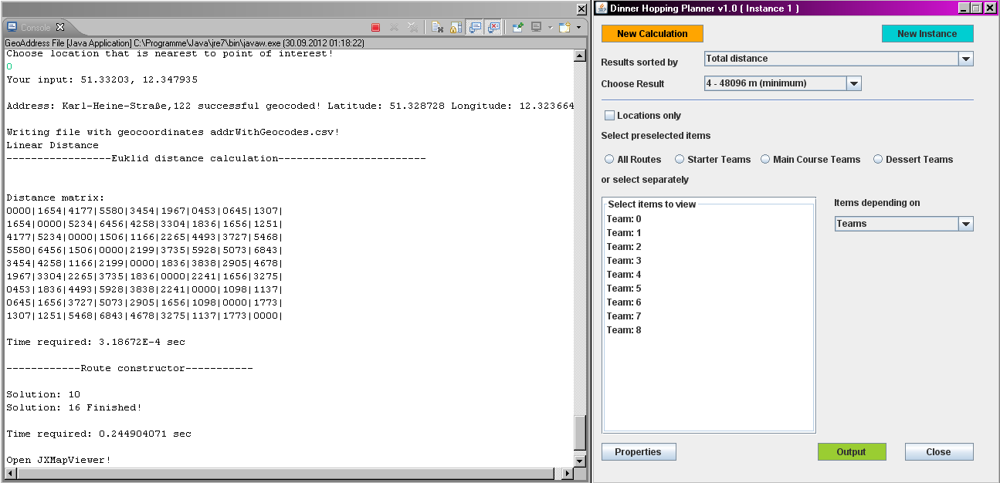 Console
GeoAddress File [Java Application] C:\Programme\Java\jre7\bin\javaw.exe (30.09.2012 01:18:22)
Choose location that is nearest to point of interest!
0
Your input: 51.33203, 12.347935
Address: Karl-Heine-Straße,122 successful geocoded! Latitude: 51.328728 Longitude: 12.323664
Writing file with geocoordinates addrWithGeocodes.csv!
Linear Distance
-----------------Euklid distance calculation------------------------
Distance matrix:
0000|1654|4177|5580|3454|1967|0453|0645|1307|
1654|0000|5234|6456|4258|3304|1836|1656|1251|
4177|5234|0000|1506|1166|2265|4493|3727|5468|
5580|6456|1506|0000|2199|3735|5928|5073|6843|
3454|4258|1166|2199|0000|1836|3838|2905|4678|
1967|3304|2265|3735|1836|0000|2241|1656|3275|
0453|1836|4493|5928|3838|2241|0000|1098|1137|
0645|1656|3727|5073|2905|1656|1098|0000|1773|
1307|1251|5468|6843|4678|3275|1137|1773|0000|
Time required: 3.18672E-4 sec
------------Route constructor-----------
Solution: 10
Solution: 16 Finished!
Time required: 0.244904071 sec
Open JXMapViewer!
Dinner Hopping Planner v1.0 ( Instance 1 )
New Calculation
New Instance
Results sorted by
Total distance
Choose Result
4 - 48096 m (minimum)
Locations only
Select preselected items
All Routes
Starter Teams
Main Course Teams
Dessert Teams
or select separately
Select items to view
Team: 0
Team: 1
Team: 2
Team: 3
Team: 4
Team: 5
Team: 6
Team: 7
Team: 8
Items depending on
Teams
Properties
Output
Close